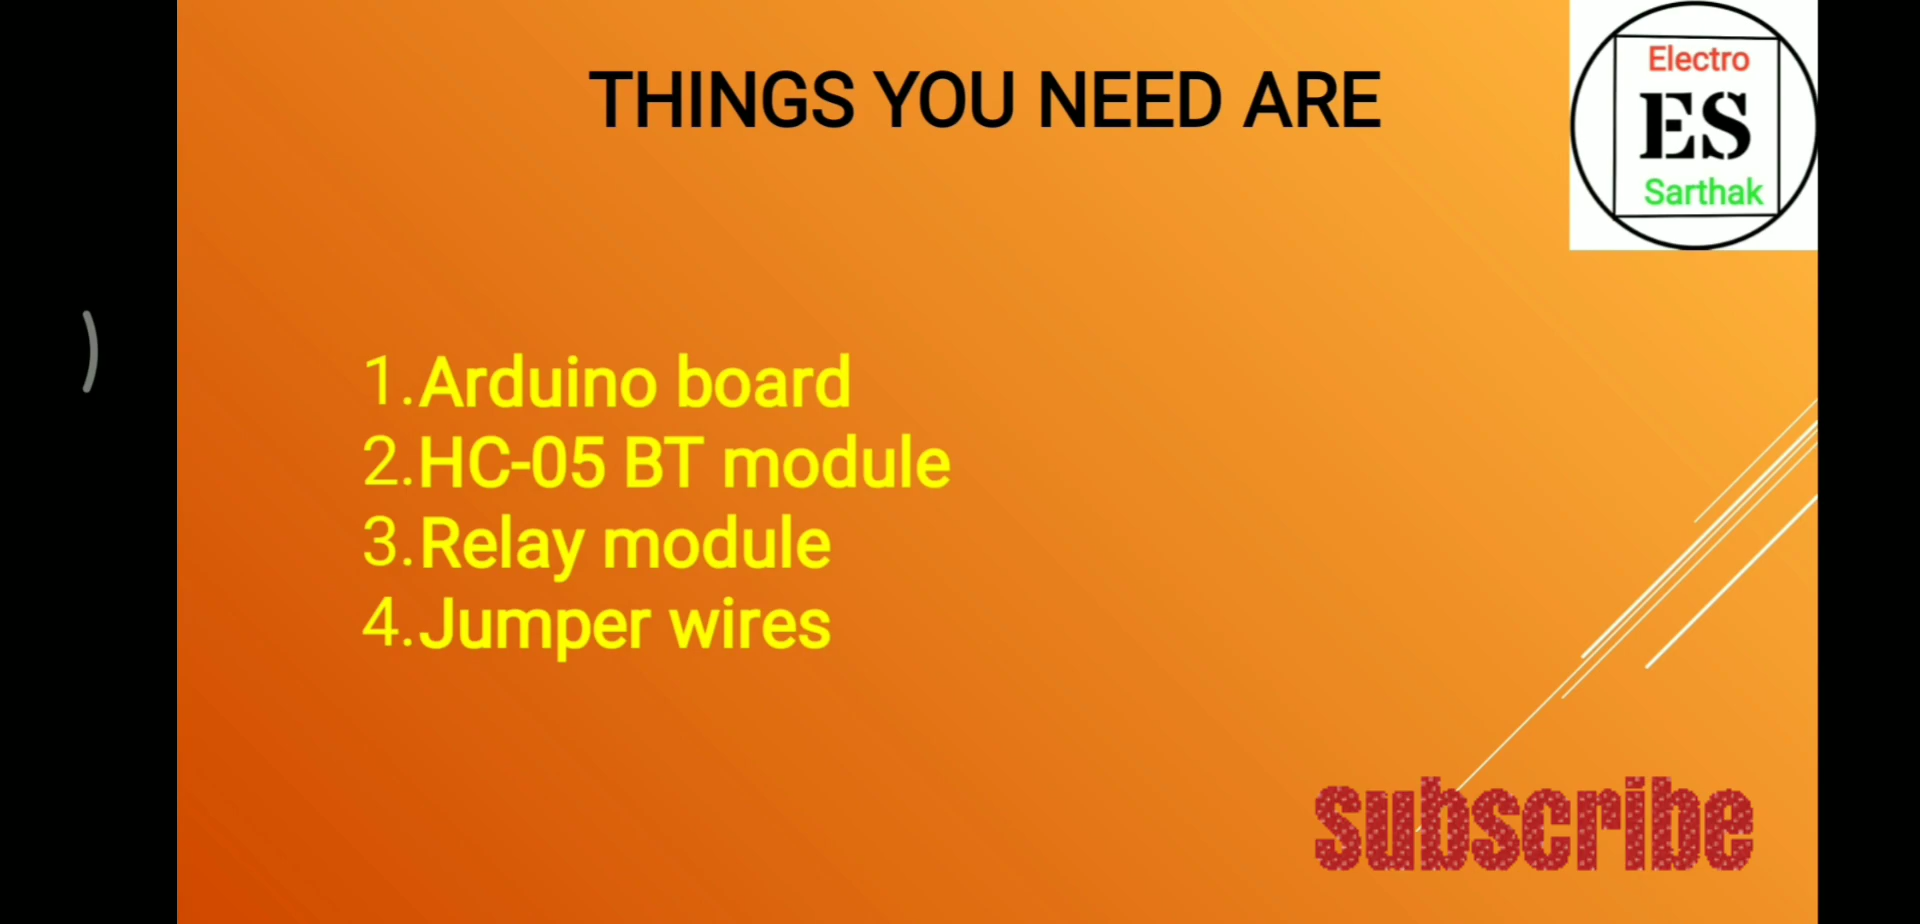 THINGS YOU NEED ARE
Electro
ES
Sarthak
1.Arduino board
2.HC-05 BT module
3.Relay module
4.Jumper wires
subscribe